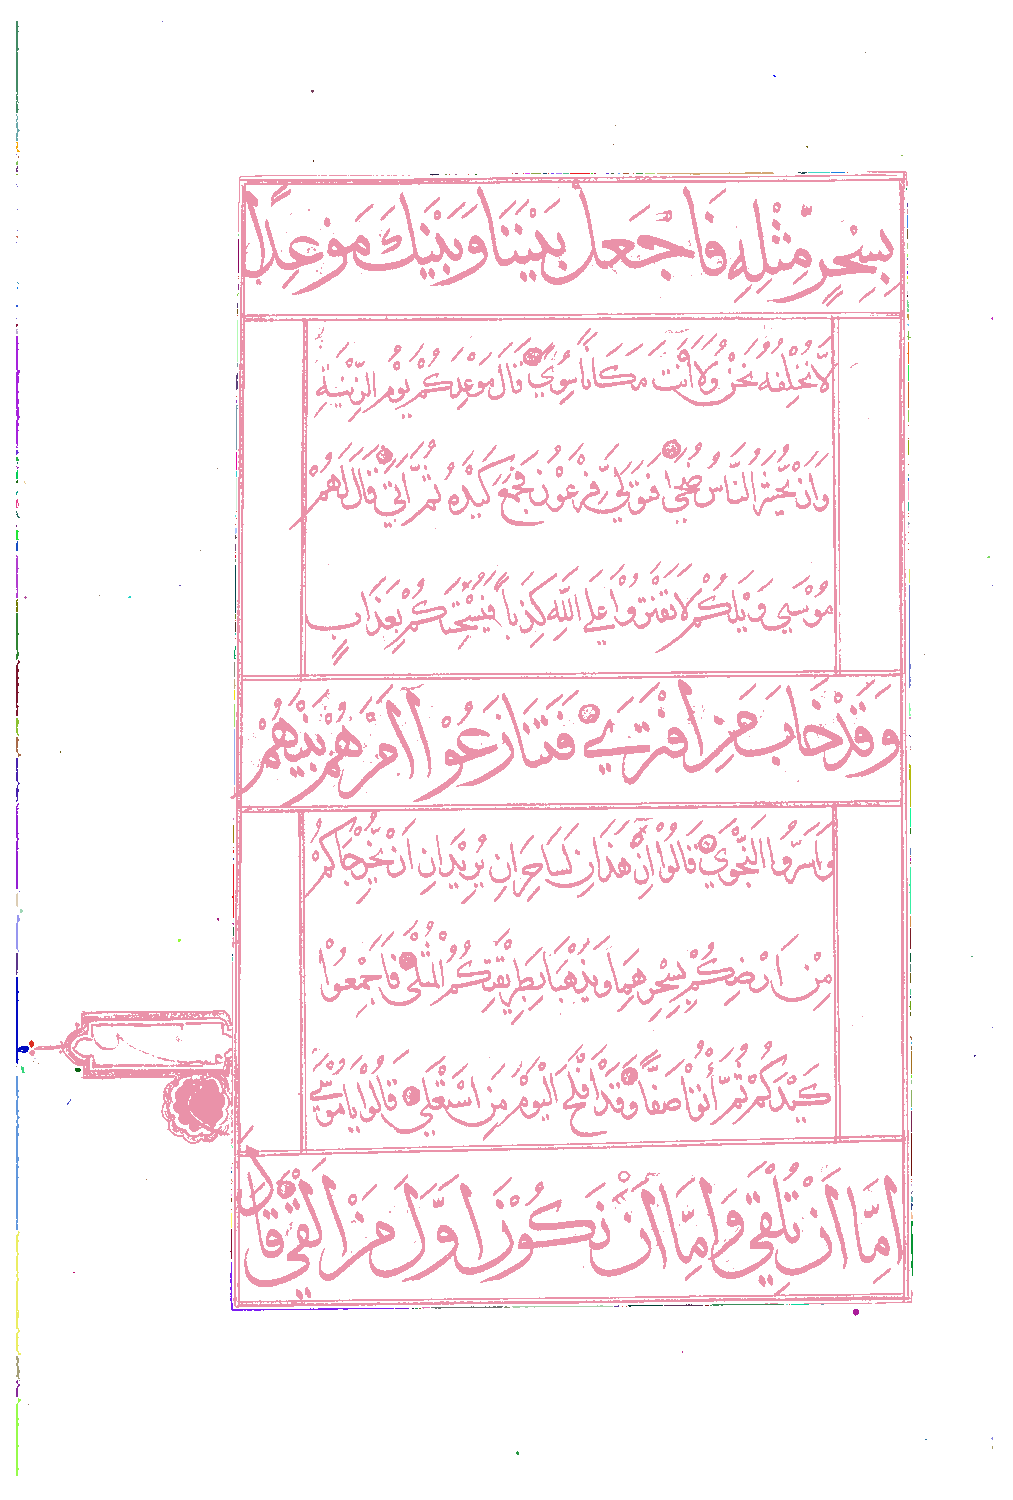 بِسِحْرٍ مِّثْلِهِ فَاجْعَلْ بَيْنَنَا وَبَيْنَكَ مَوْعِدًا
لَّا نُخْلِفُهُ نَحْنُ وَلَا أَنْتَ مَكَانًا سُوًى قَالَ مَوْعِدُكُمْ يَوْمُ الزِّينَةِ
وَأَنْ يُحْشَرَ النَّاسُ ضُحًى فَتَوَلَّى فِرْعَوْنُ فَجَمَعَ كَيْدَهُ ثُمَّ أَتَى قَالَ لَهُمْ
مُوسَى وَيْلَكُمْ لَا تَفْتَرُوا عَلَى اللَّهِ كَذِبًا فَيُسْحِتَكُمْ بِعَذَابٍ
وَقَدْ خَابَ مَنِ افْتَرَى فَتَنَازَعُوا أَمْرَهُمْ بَيْنَهُمْ
وَأَسَرُّوا النَّجْوَى قَالُوا إِنْ هَذَانِ لَسَاحِرَانِ يُرِيدَانِ أَنْ يُخْرِجَاكُمْ
مِنْ أَرْضِكُمْ بِسِحْرِهِمَا وَيَذْهَبَا بِطَرِيقَتِكُمُ الْمُثْلَى فَأَجْمِعُوا
كَيْدَكُمْ ثُمَّ ائْتُوا صَفًّا وَقَدْ أَفْلَحَ الْيَوْمَ مَنِ اسْتَعْلَى قَالُوا يَا مُوسَى
إِمَّا أَنْ تُلْقِيَ وَإِمَّا أَنْ نَكُونَ أَوَّلَ مَنْ أَلْقَى قَالَ